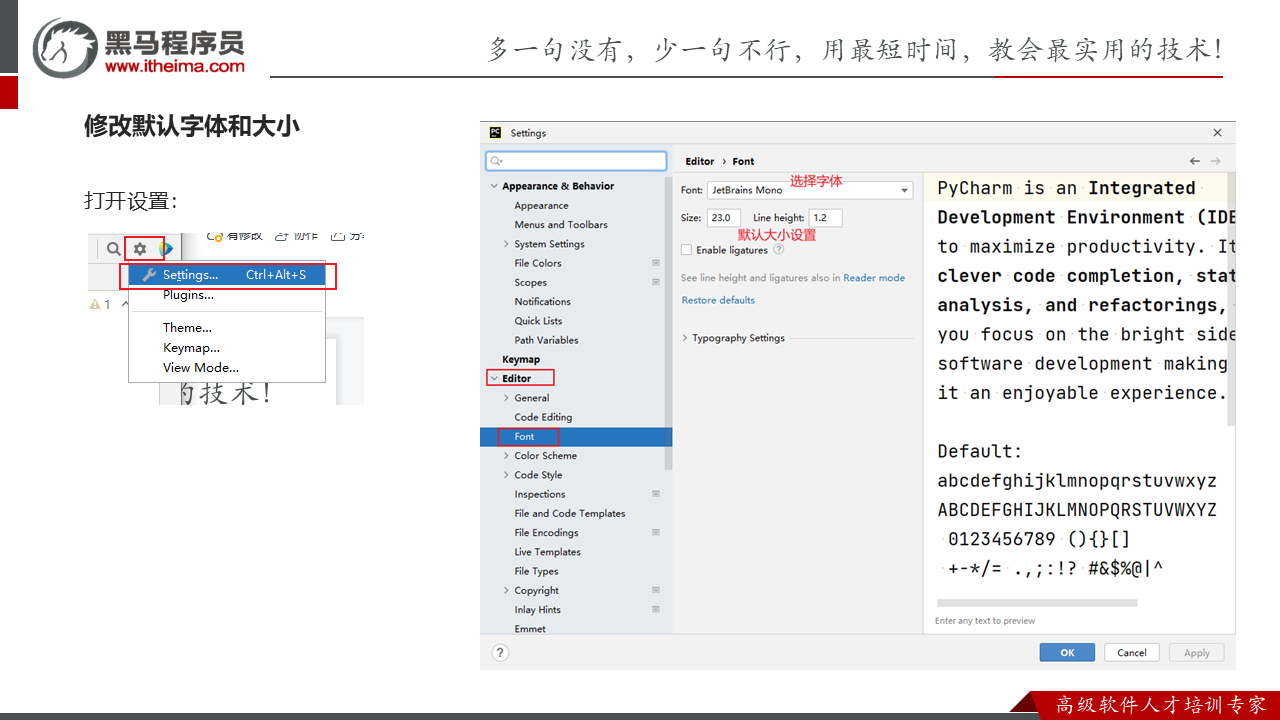 黑马程序员
www.itheima.com
多一句没有，少一句不行，用最短时间，教会最实用的技术！
修改默认字体和大小
打开设置：
有修改 协作
Settings... Ctrl+Alt+S
Plugins...
1
Theme...
Keymap...
View Mode...
的技术！
PC Settings
Appearance & Behavior
Appearance
Menus and Toolbars
System Settings
File Colors
Scopes
Notifications
Quick Lists
Path Variables
Keymap
Editor
General
Code Editing
Font
Color Scheme
Code Style
Inspections
File and Code Templates
File Encodings
Live Templates
File Types
Copyright
Inlay Hints
Emmet
?
Editor › Font
选择字体
Font: JetBrains Mono
Size: 23.0 Line height: 1.2
默认大小设置
Enable ligatures ?
See line height and ligatures also in Reader mode
Restore defaults
Typography Settings
PyCharm is an Integrated
Development Environment (IDE
to maximize productivity. It
clever code completion, stat
analysis, and refactorings,
you focus on the bright side
software development making
it an enjoyable experience.
Default:
abcdefghijklmnopqrstuvwxyz
ABCDEFGHIJKLMNOPQRSTUVWXYZ
0123456789 (){}[]
+-*/= .,;:!? #&$%@|^
Enter any text to preview
OK Cancel Apply
高级软件人才培训专家